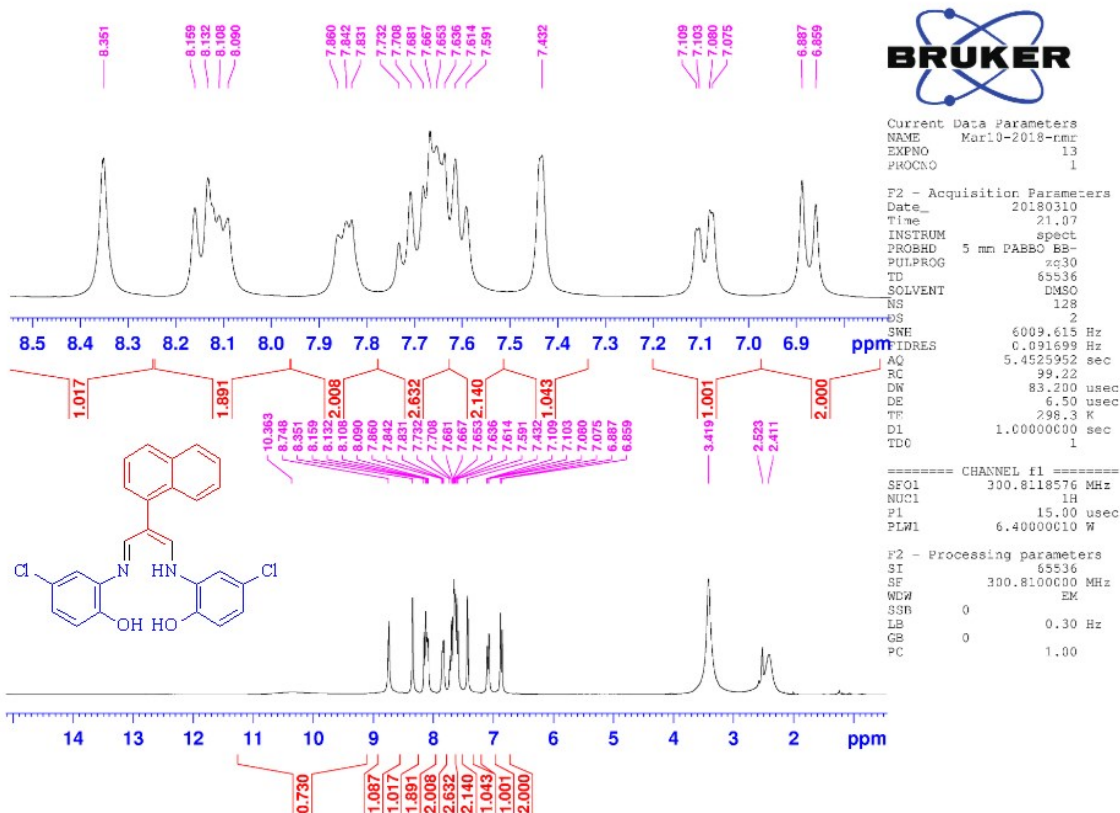 8.351
8.159
8.132
8.108
8.090
7.860
7.842
7.831
7.732
7.708
7.681
7.667
7.653
7.636
7.614
7.591
7.432
7.109
7.103
7.080
7.075
6.887
6.859
BRUKER
8.5 8.4 8.3 8.2 8.1 8.0 7.9 7.8 7.7 7.6 7.5 7.4 7.3 7.2 7.1 7.0 6.9 ppm
1.017
1.891
2.008
2.632
2.140
1.043
1.001
2.000
10.363
8.748
8.351
8.159
8.132
8.108
8.090
7.860
7.842
7.831
7.732
7.708
7.681
7.667
7.653
7.636
7.614
7.591
7.432
7.109
7.103
7.080
7.075
6.887
6.859
3.419
2.523
2.411
Cl N HN Cl
OH HO
14 13 12 11 10 9 8 7 6 5 4 3 2 ppm
0.730
1.087
1.017
1.891
2.008
2.632
2.140
1.043
1.001
2.000
Current Data Parameters
NAME Mar10-2018-nmr
EXPNO 13
PROCNO 1
F2 - Acquisition Parameters
Date_ 20180310
Time 21.07
INSTRUM spect
PROBHD 5 mm PABBO BB-
PULPROG zg30
TD 65536
SOLVENT DMSO
NS 128
DS 2
SWH 6009.615 Hz
FIDRES 0.091699 Hz
AQ 5.4525952 sec
RG 99.22
DW 83.200 usec
DE 6.50 usec
TE 298.3 K
D1 1.00000000 sec
TD0 1
======== CHANNEL f1 ========
SFO1 300.8118576 MHz
NUC1 1H
P1 15.00 usec
PLW1 6.40000010 W
F2 - Processing parameters
SI 65536
SF 300.8100000 MHz
WDW EM
SSB 0
LB 0.30 Hz
GB 0
PC 1.00